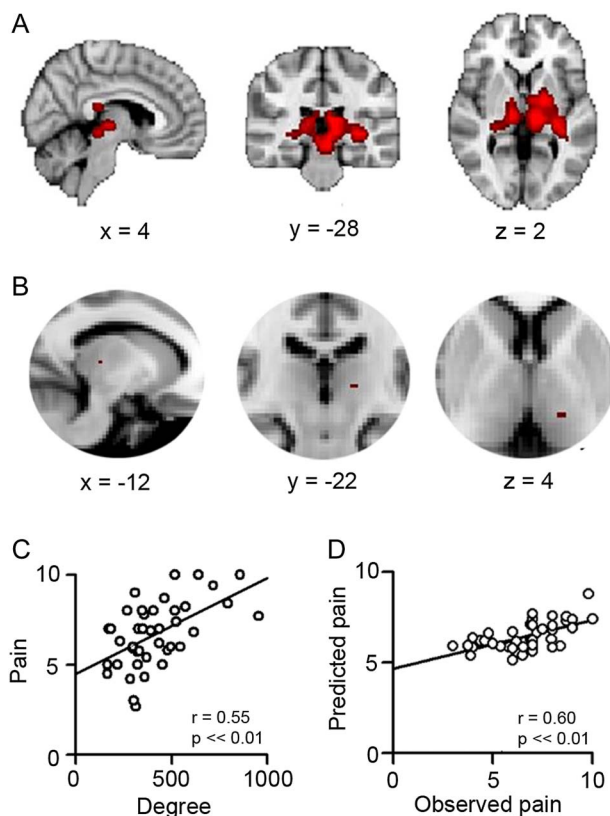 A
x = 4
y = -28
z = 2
B
x = -12
y = -22
z = 4
C
Pain
10
5
0
0
500
1000
Degree
r = 0.55
p << 0.01
D
Predicted pain
10
5
0
0
5
10
Observed pain
r = 0.60
p << 0.01